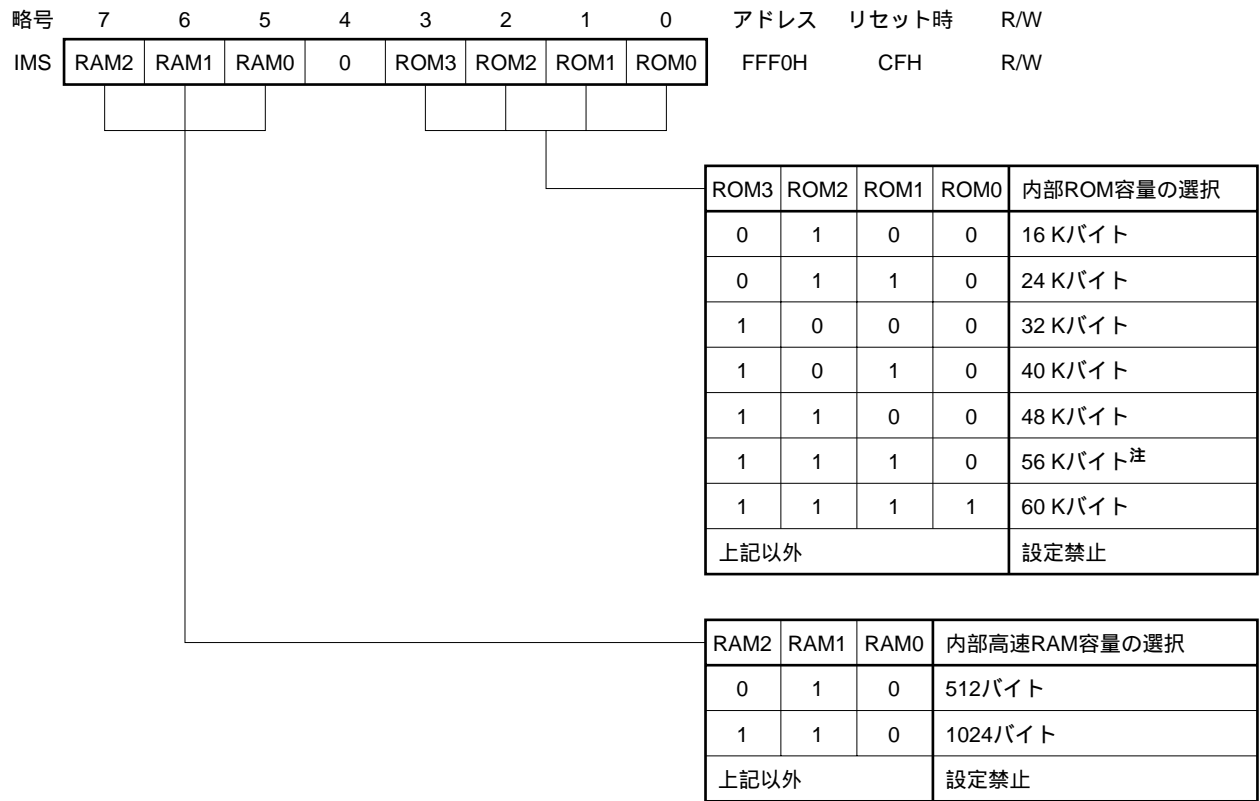 略号 7 6 5 4 3 2 1 0 アドレス リセット時 R/W
IMS RAM2 RAM1 RAM0 0 ROM3 ROM2 ROM1 ROM0 FFF0H CFH R/W
ROM3 ROM2 ROM1 ROM0 内部ROM容量の選択
0 1 0 0 16 Kバイト
0 1 1 0 24 Kバイト
1 0 0 0 32 Kバイト
1 0 1 0 40 Kバイト
1 1 0 0 48 Kバイト
1 1 1 0 56 Kバイト注
1 1 1 1 60 Kバイト
上記以外 設定禁止
RAM2 RAM1 RAM0 内部高速RAM容量の選択
0 1 0 512バイト
1 1 0 1024バイト
上記以外 設定禁止